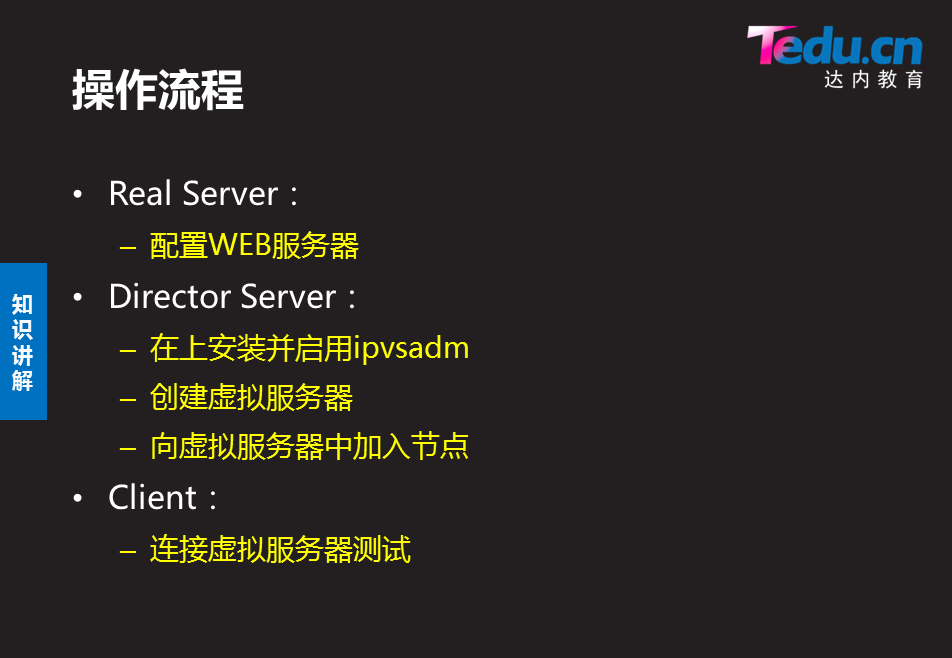 Tedu.cn
达内教育
操作流程
• Real Server：
– 配置WEB服务器
• Director Server：
– 在上安装并启用ipvsadm
– 创建虚拟服务器
– 向虚拟服务器中加入节点
• Client：
– 连接虚拟服务器测试
知识讲解